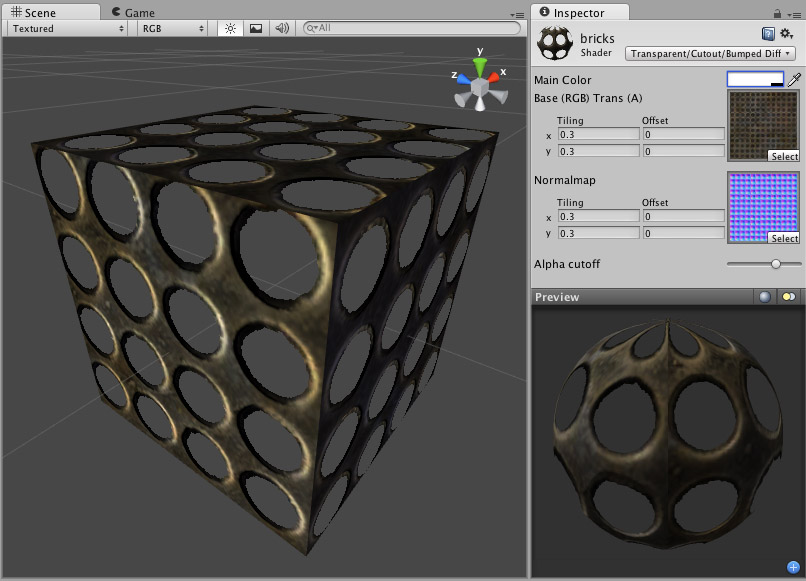 Scene
Game
Textured
RGB
All
y
z
x
Inspector
bricks
Shader
Transparent/Cutout/Bumped Diff
Main Color
Base (RGB) Trans (A)
Tiling Offset
x 0.3 0
y 0.3 0
Select
Normalmap
Tiling Offset
x 0.3 0
y 0.3 0
Select
Alpha cutoff
Preview